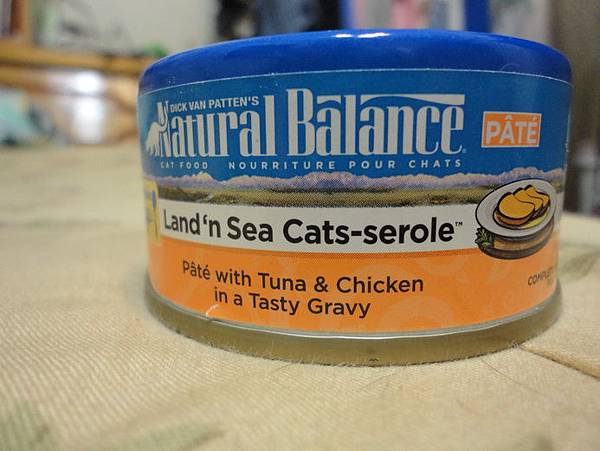 DICK VAN PATTEN'S
Natural Balance®
PÂTÉ
CAT FOOD NOURRITURE POUR CHATS
Land 'n Sea Cats-serole™
Pâté with Tuna & Chicken
in a Tasty Gravy